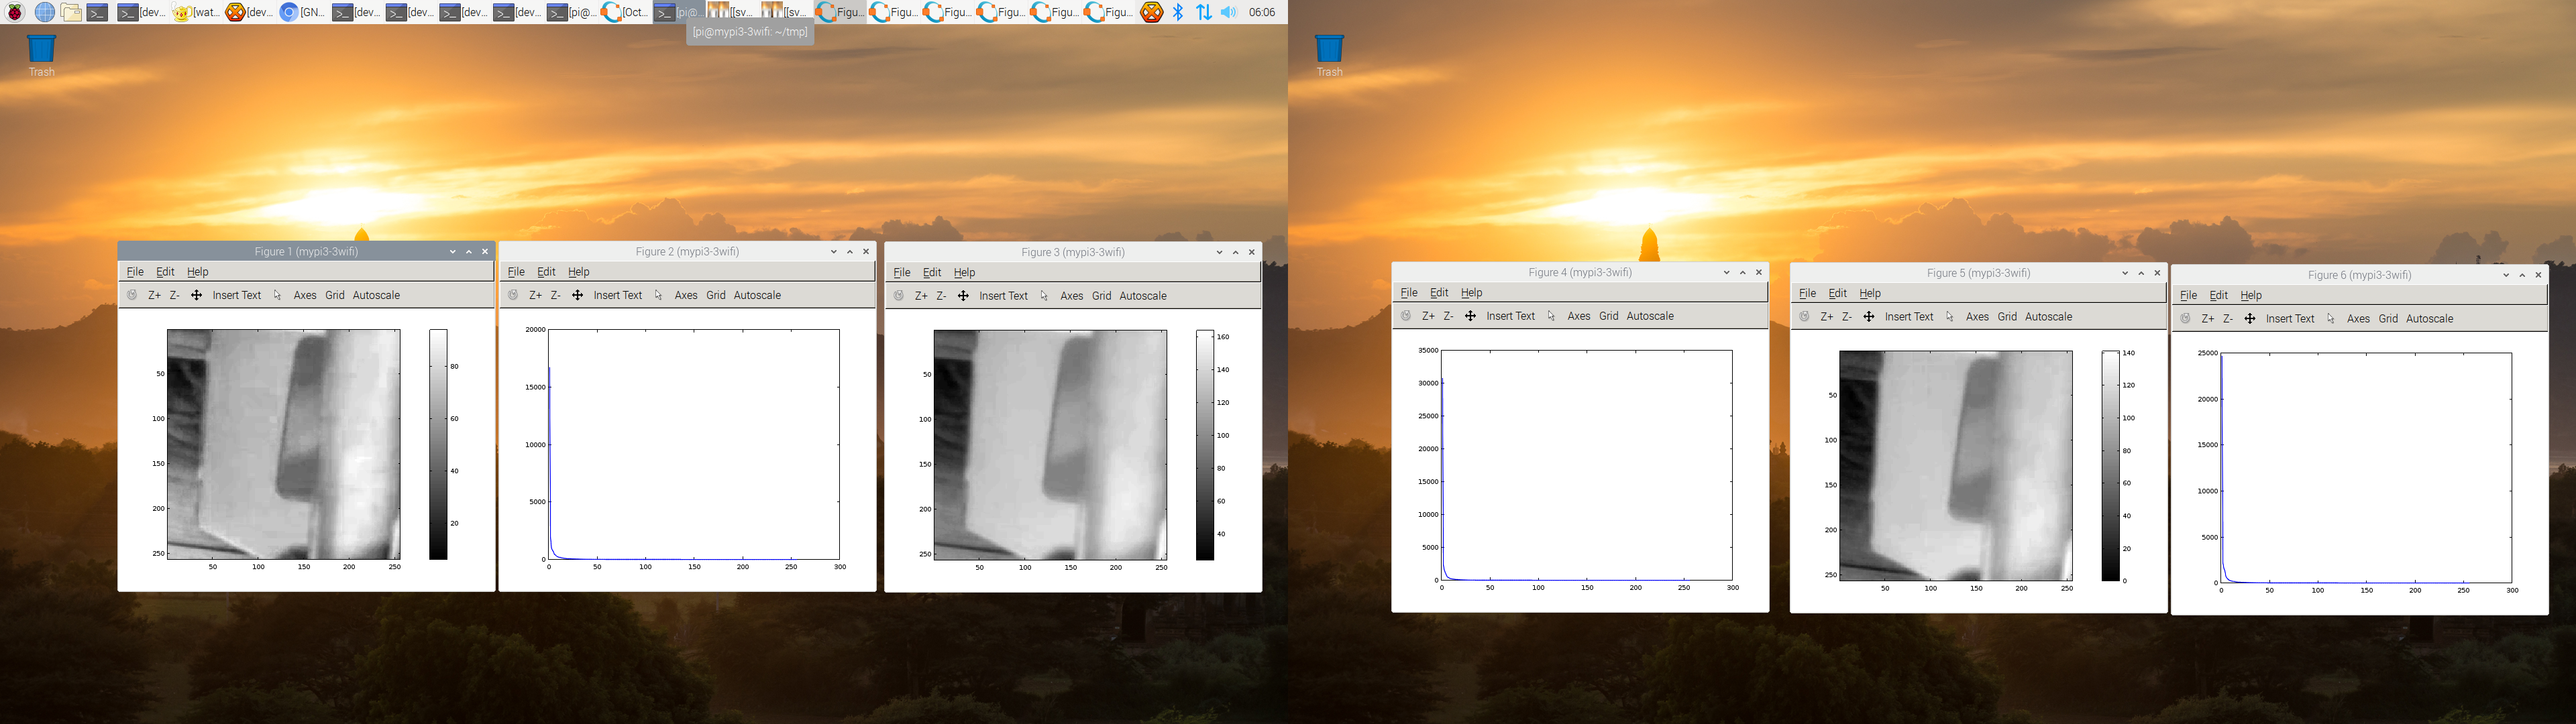 [dev... [wat... [dev... [GN... [dev... [dev... [dev... [dev... [pi@... [Oct... [pi@... [[sv... [[sv... Figu... Figu... Figu... Figu... Figu... Figu... 06:06
[pi@mypi3-3wifi: ~/tmp]
Trash
Trash
Figure 1 (mypi3-3wifi)
File Edit Help
Z+ Z- Insert Text Axes Grid Autoscale
50
100
150
200
250
50 100 150 200 250
80
60
40
20
Figure 2 (mypi3-3wifi)
File Edit Help
Z+ Z- Insert Text Axes Grid Autoscale
20000
15000
10000
5000
0
0 50 100 150 200 250 300
Figure 3 (mypi3-3wifi)
File Edit Help
Z+ Z- Insert Text Axes Grid Autoscale
50
100
150
200
250
50 100 150 200 250
160
140
120
100
80
60
40
Figure 4 (mypi3-3wifi)
File Edit Help
Z+ Z- Insert Text Axes Grid Autoscale
35000
30000
25000
20000
15000
10000
5000
0
0 50 100 150 200 250 300
Figure 5 (mypi3-3wifi)
File Edit Help
Z+ Z- Insert Text Axes Grid Autoscale
50
100
150
200
250
50 100 150 200 250
140
120
100
80
60
40
20
0
Figure 6 (mypi3-3wifi)
File Edit Help
Z+ Z- Insert Text Axes Grid Autoscale
25000
20000
15000
10000
5000
0
0 50 100 150 200 250 300